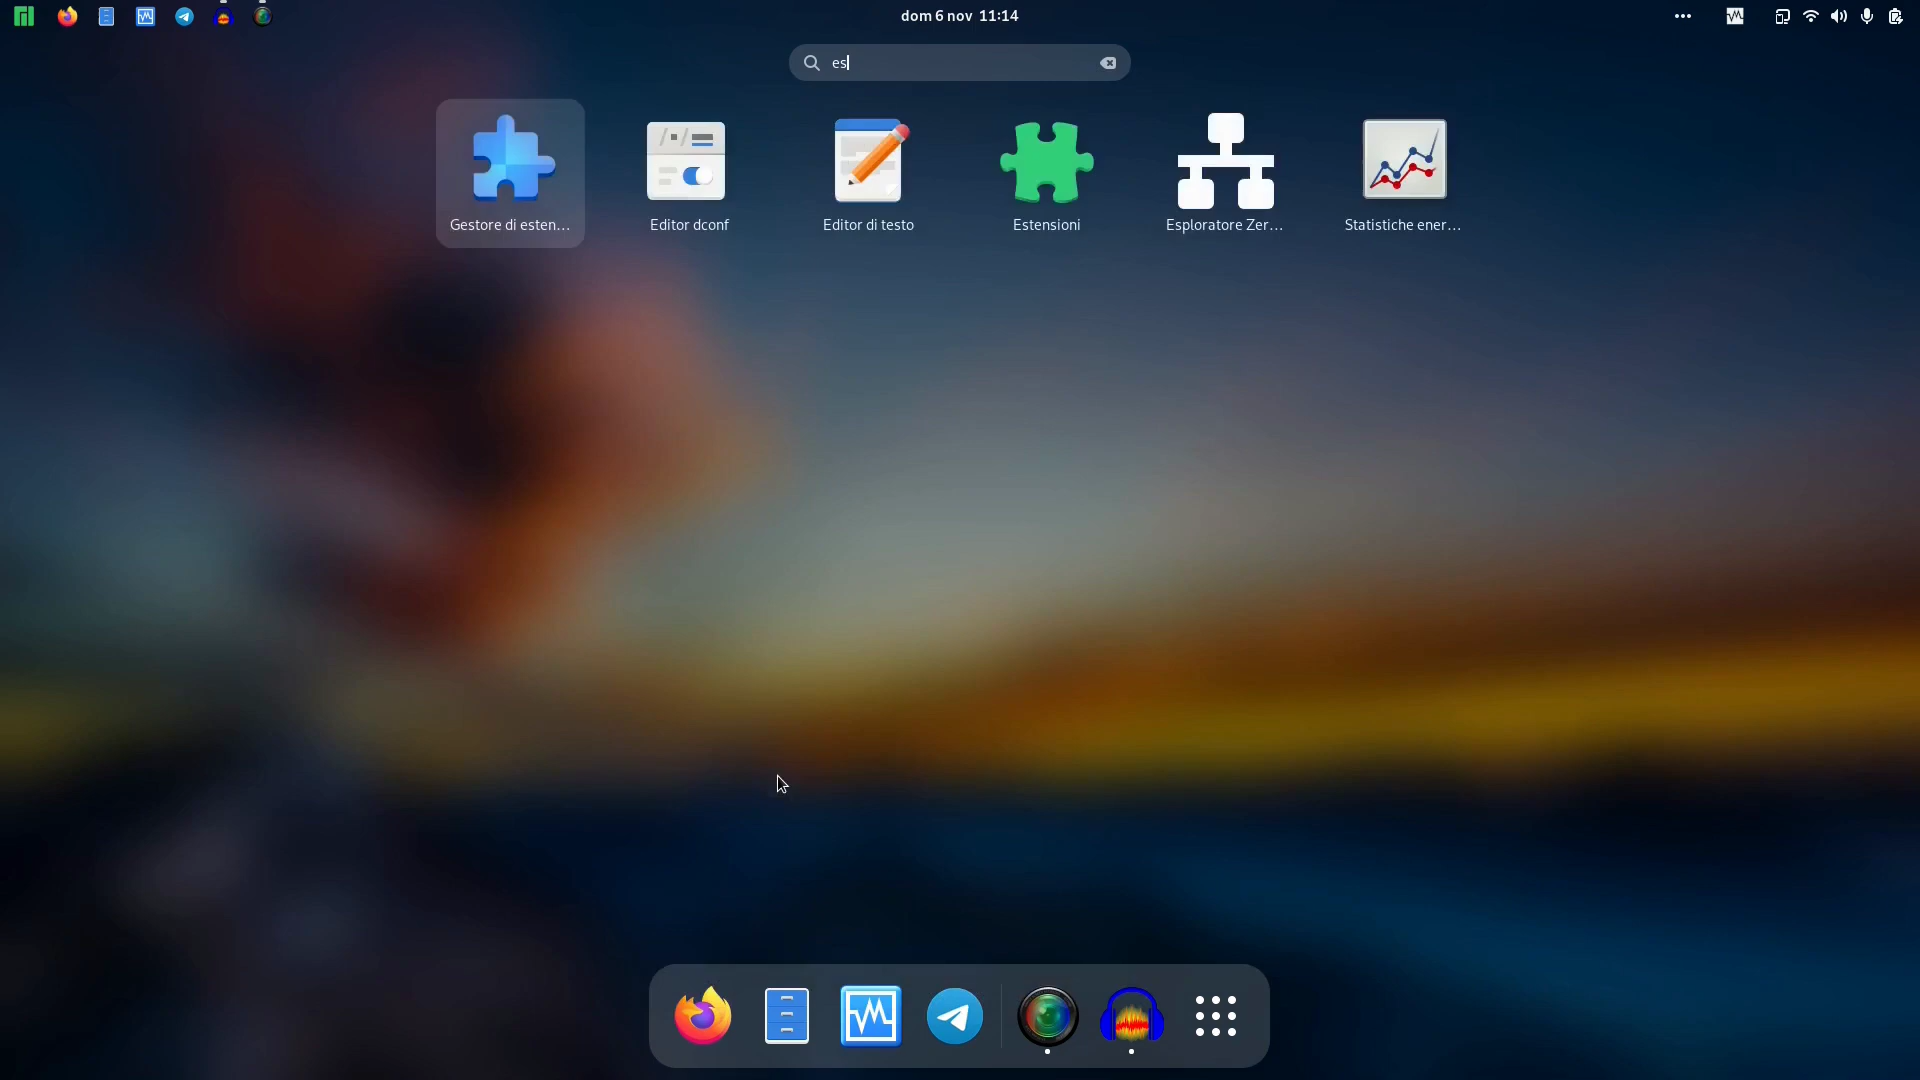 dom 6 nov 11:14
es
Gestore di esten...
Editor dconf
Editor di testo
Estensioni
Esploratore Zer...
Statistiche ener...